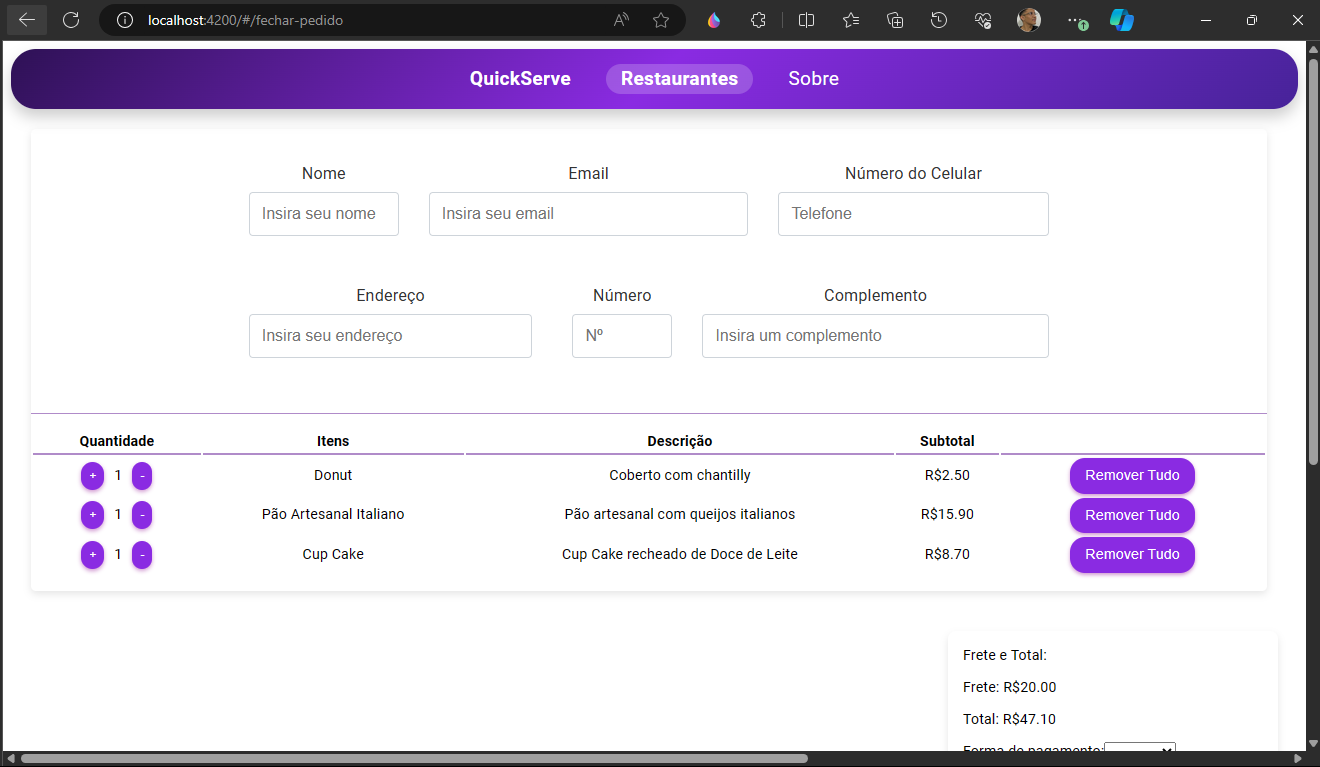 localhost:4200/#/fechar-pedido
QuickServe Restaurantes Sobre
Nome Email Número do Celular
Insira seu nome Insira seu email Telefone
Endereço Número Complemento
Insira seu endereço Nº Insira um complemento
Quantidade Itens Descrição Subtotal
+ 1 - Donut Coberto com chantilly R$2.50 Remover Tudo
+ 1 - Pão Artesanal Italiano Pão artesanal com queijos italianos R$15.90 Remover Tudo
+ 1 - Cup Cake Cup Cake recheado de Doce de Leite R$8.70 Remover Tudo
Frete e Total:
Frete: R$20.00
Total: R$47.10
Forma de pagamento: